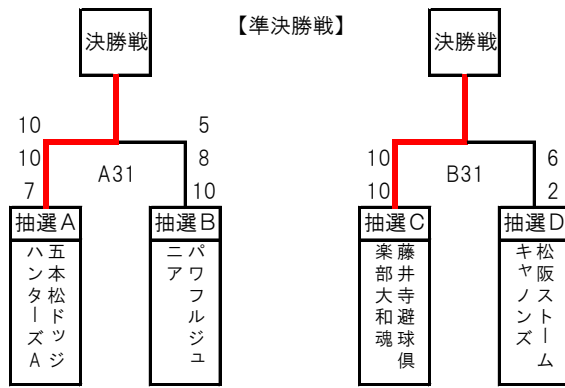 【準決勝戦】
決勝戦
決勝戦
10
10
7
A31
5
8
10
10
10
B31
6
2
抽選A
抽選B
抽選C
抽選D
五本松ドッジ
ハンターズA
パワフルジュ
ニア
藤井寺避球倶
楽部大和魂
松阪ストーム
キャノンズ